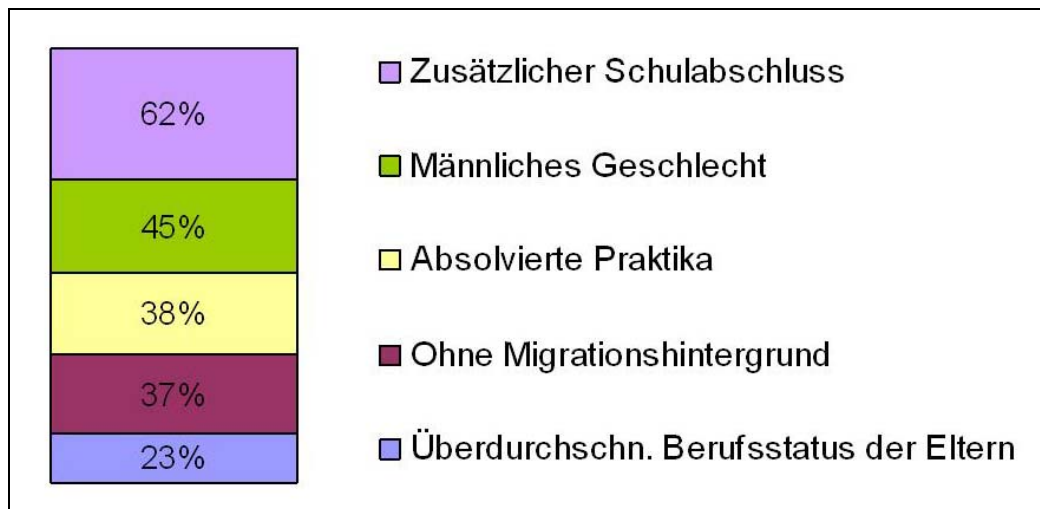 62% Zusätzlicher Schulabschluss
45% Männliches Geschlecht
38% Absolvierte Praktika
37% Ohne Migrationshintergrund
23% Überdurchschn. Berufsstatus der Eltern